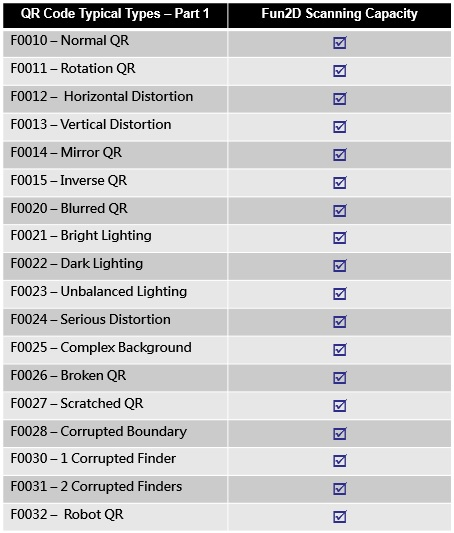 QR Code Typical Types – Part 1 Fun2D Scanning Capacity
F0010 – Normal QR ☑
F0011 – Rotation QR ☑
F0012 – Horizontal Distortion ☑
F0013 – Vertical Distortion ☑
F0014 – Mirror QR ☑
F0015 – Inverse QR ☑
F0020 – Blurred QR ☑
F0021 – Bright Lighting ☑
F0022 – Dark Lighting ☑
F0023 – Unbalanced Lighting ☑
F0024 – Serious Distortion ☑
F0025 – Complex Background ☑
F0026 – Broken QR ☑
F0027 – Scratched QR ☑
F0028 – Corrupted Boundary ☑
F0030 – 1 Corrupted Finder ☑
F0031 – 2 Corrupted Finders ☑
F0032 – Robot QR ☑